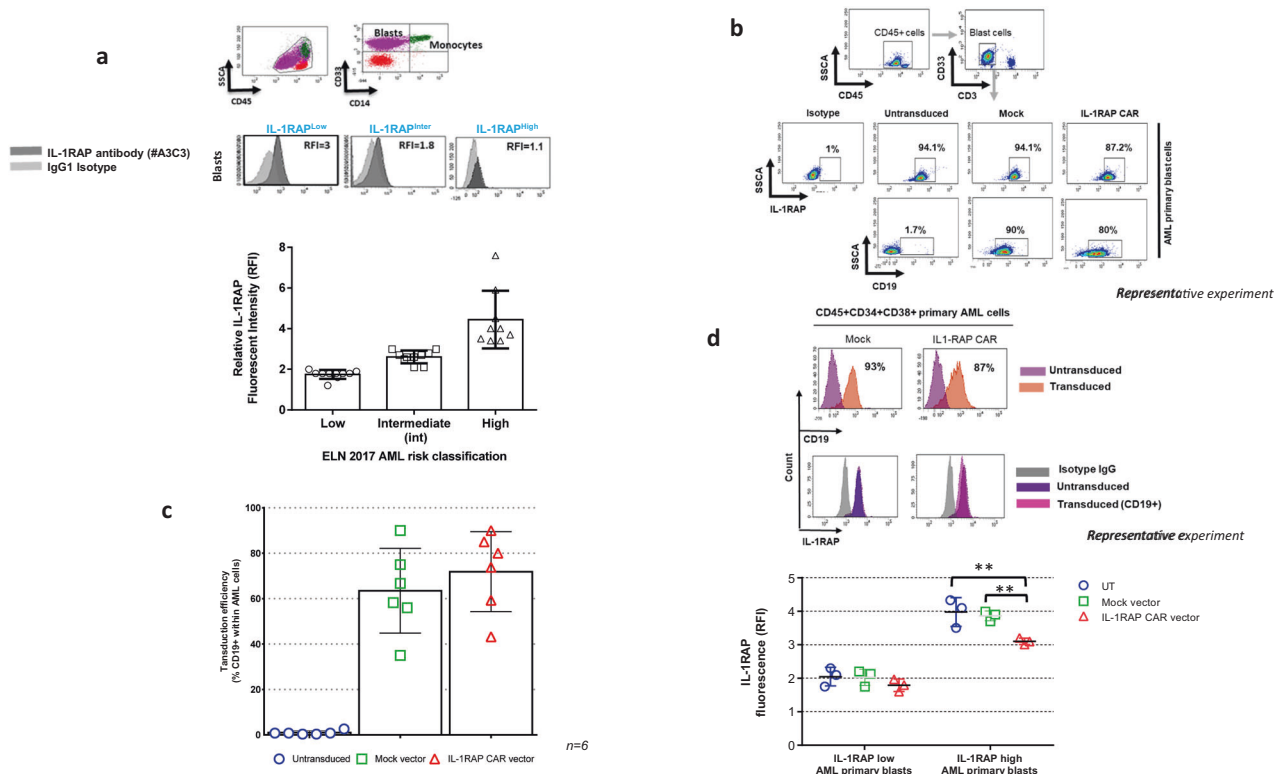 a
SSCA
CD45
CD33
CD14
Blasts
Monocytes
IL-1RAP antibody (#A3C3)
IgG1 Isotype
Blasts
IL-1RAPLow
IL-1RAPInter
IL-1RAPHigh
RFI=3
RFI=1.8
RFI=1.1
Relative IL-1RAP
Fluorescent Intensity (RFI)
8
6
4
2
0
Low
Intermediate
(int)
High
ELN 2017 AML risk classification
b
CD45+ cells
Blast cells
SSCA
CD45
CD33
CD3
Isotype
Untransduced
Mock
IL-1RAP CAR
1%
94.1%
94.1%
87.2%
SSCA
IL-1RAP
1.7%
90%
80%
SSCA
CD19
AML primary blast cells
Representative experiment
c
Tansduction efficiency
(% CD19+ within AML cells)
100
80
60
40
20
0
Untransduced
Mock vector
IL-1RAP CAR vector
n=6
d
CD45+CD34+CD38+ primary AML cells
Mock
IL1-RAP CAR
93%
87%
Untransduced
Transduced
CD19
Count
Isotype IgG
Untransduced
Transduced (CD19+)
IL-1RAP
Representative experiment
IL-1RAP
fluorescence (RFI)
5
4
3
2
1
0
**
**
UT
Mock vector
IL-1RAP CAR vector
IL-1RAP low
AML primary blasts
IL-1RAP high
AML primary blasts